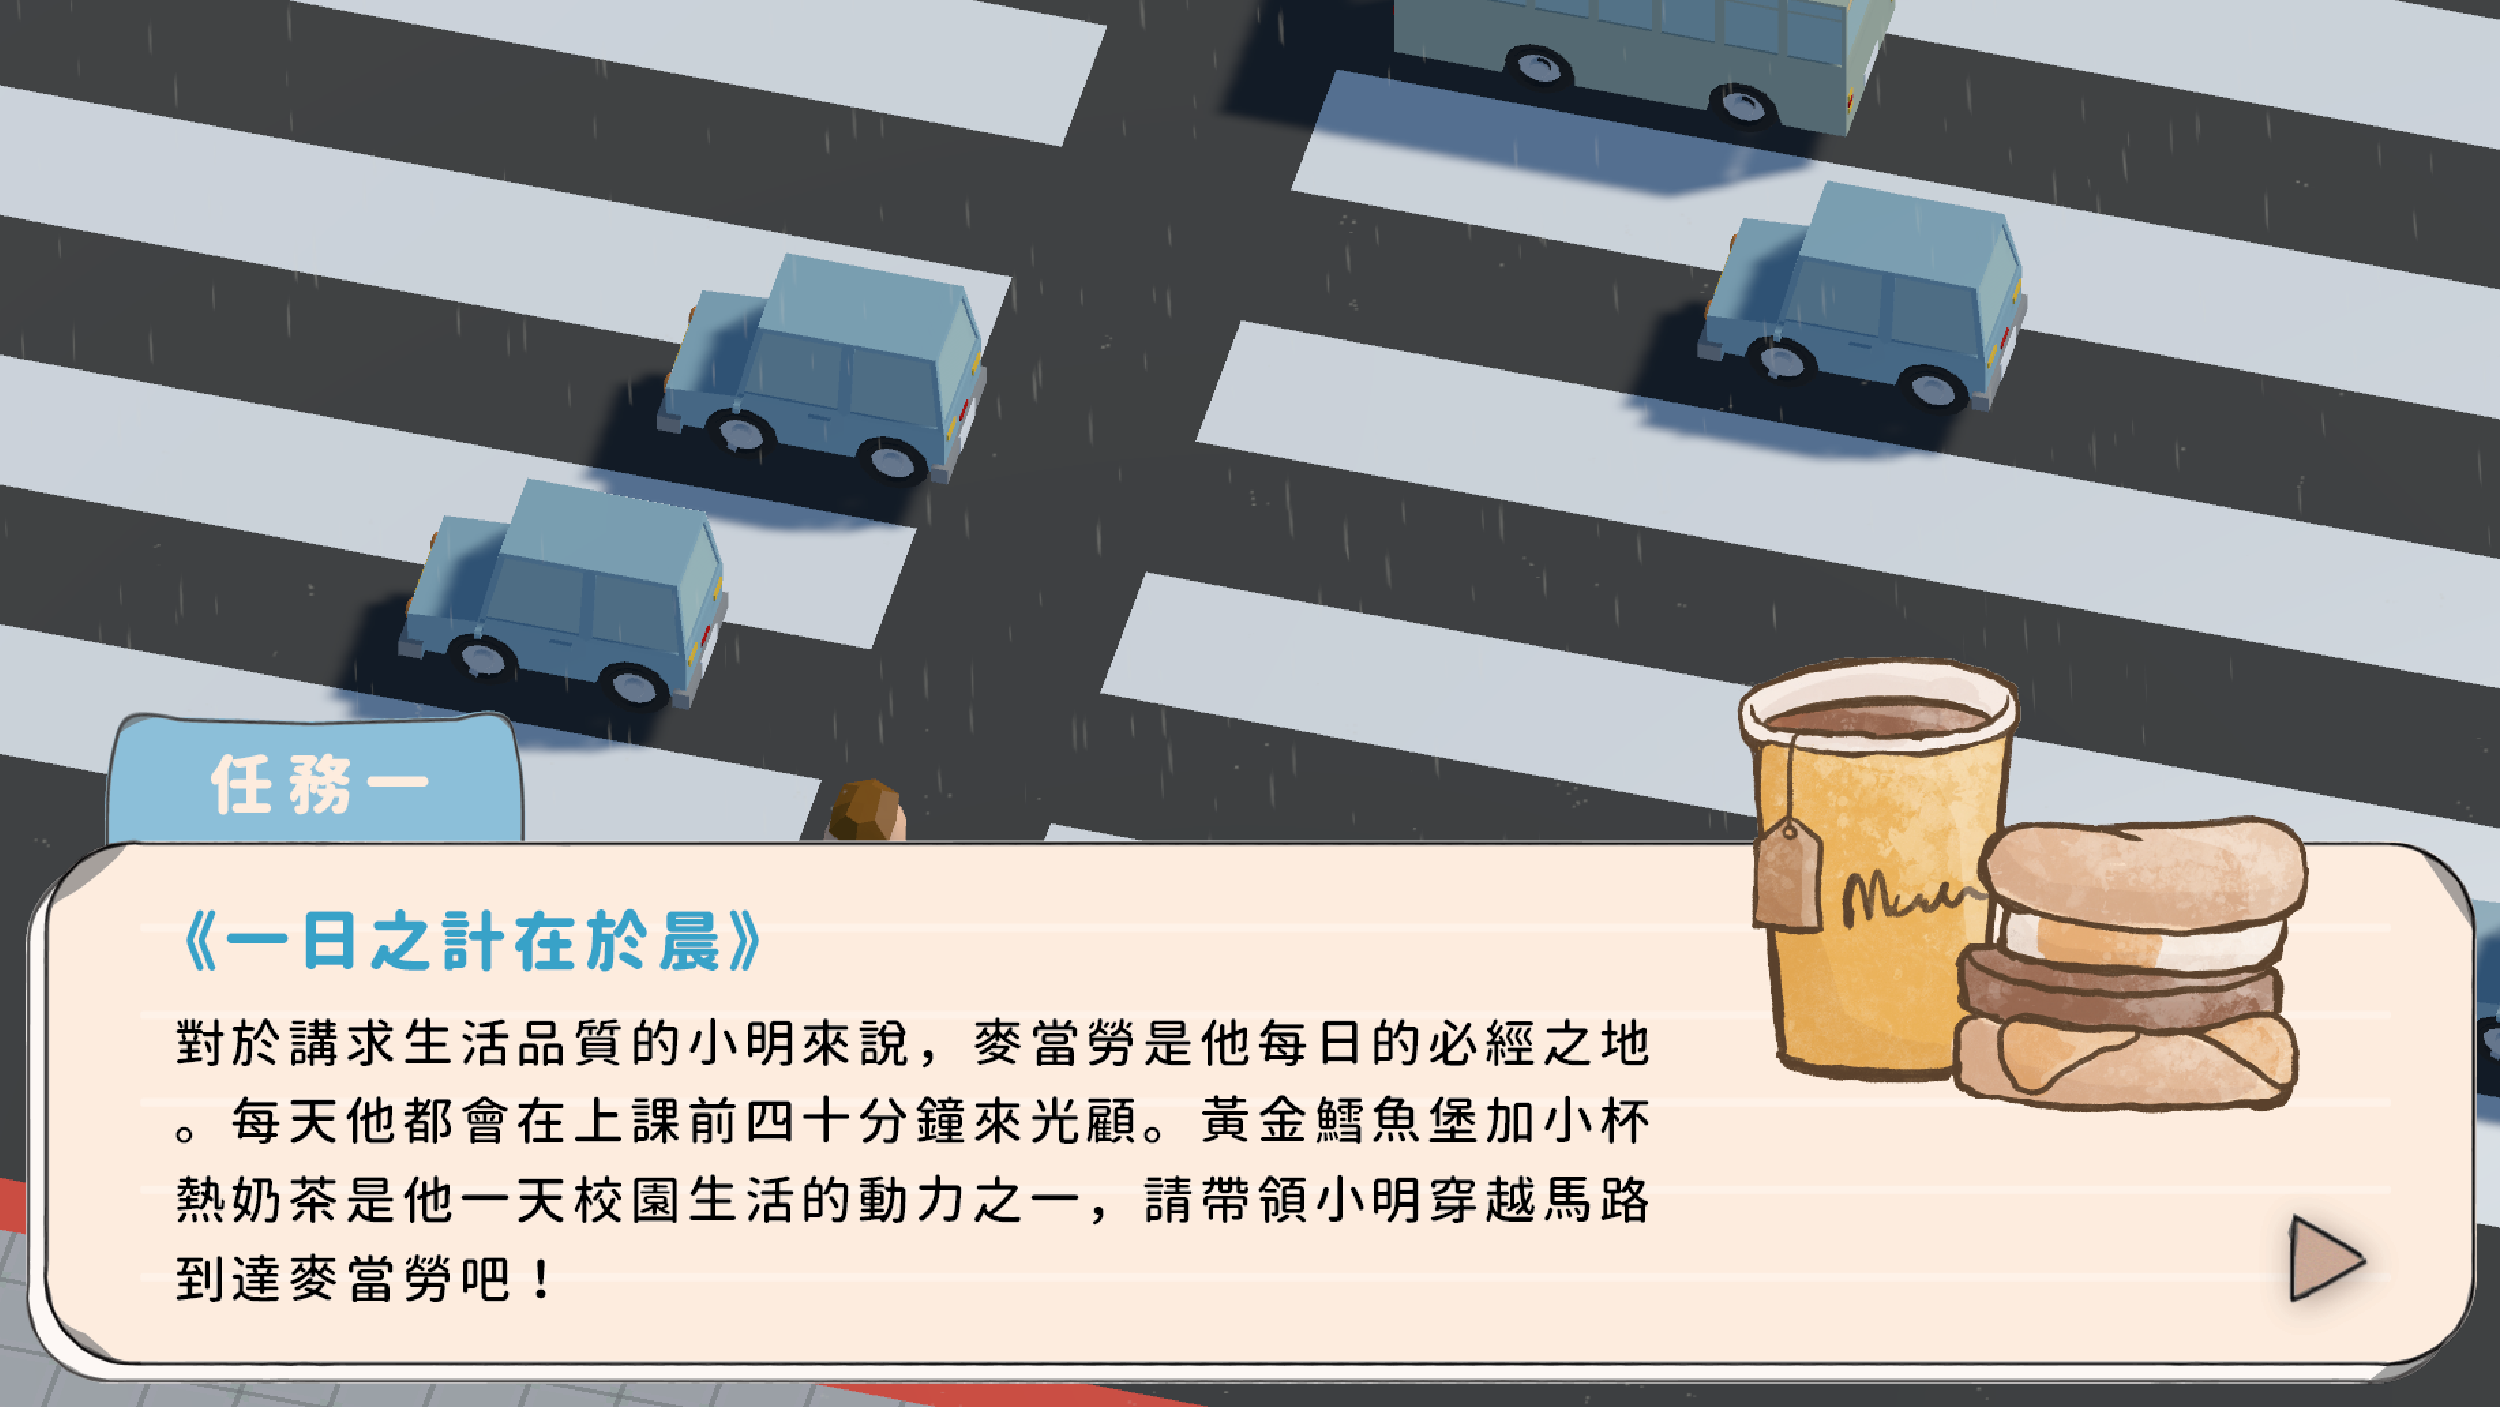 任務一
《一日之計在於晨》
對於講求生活品質的小明來說，麥當勞是他每日的必經之地
。每天他都會在上課前四十分鐘來光顧。黃金鱈魚堡加小杯
熱奶茶是他一天校園生活的動力之一，請帶領小明穿越馬路
到達麥當勞吧！